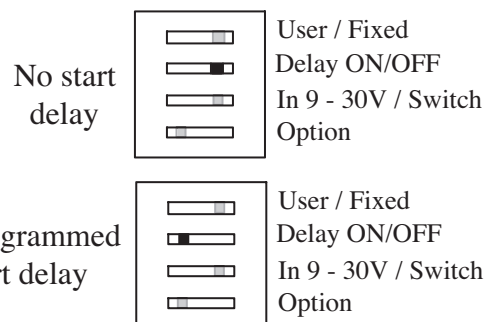 No start
delay
User / Fixed
Delay ON/OFF
In 9 - 30V / Switch
Option
grammed
t delay
User / Fixed
Delay ON/OFF
In 9 - 30V / Switch
Option